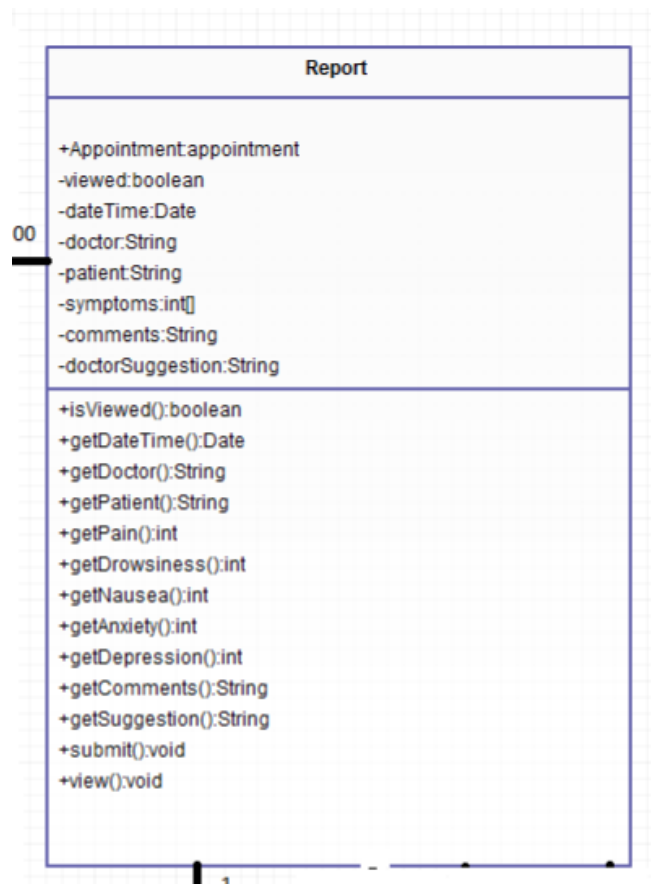 Report
+Appointment:appointment
-viewed:boolean
-dateTime:Date
00
-doctor:String
-patient:String
-symptoms:int[]
-comments:String
-doctorSuggestion:String
+isViewed():boolean
+getDateTime():Date
+getDoctor():String
+getPatient():String
+getPain():int
+getDrowsiness():int
+getNausea():int
+getAnxiety():int
+getDepression():int
+getComments():String
+getSuggestion():String
+submit():void
+view():void
1